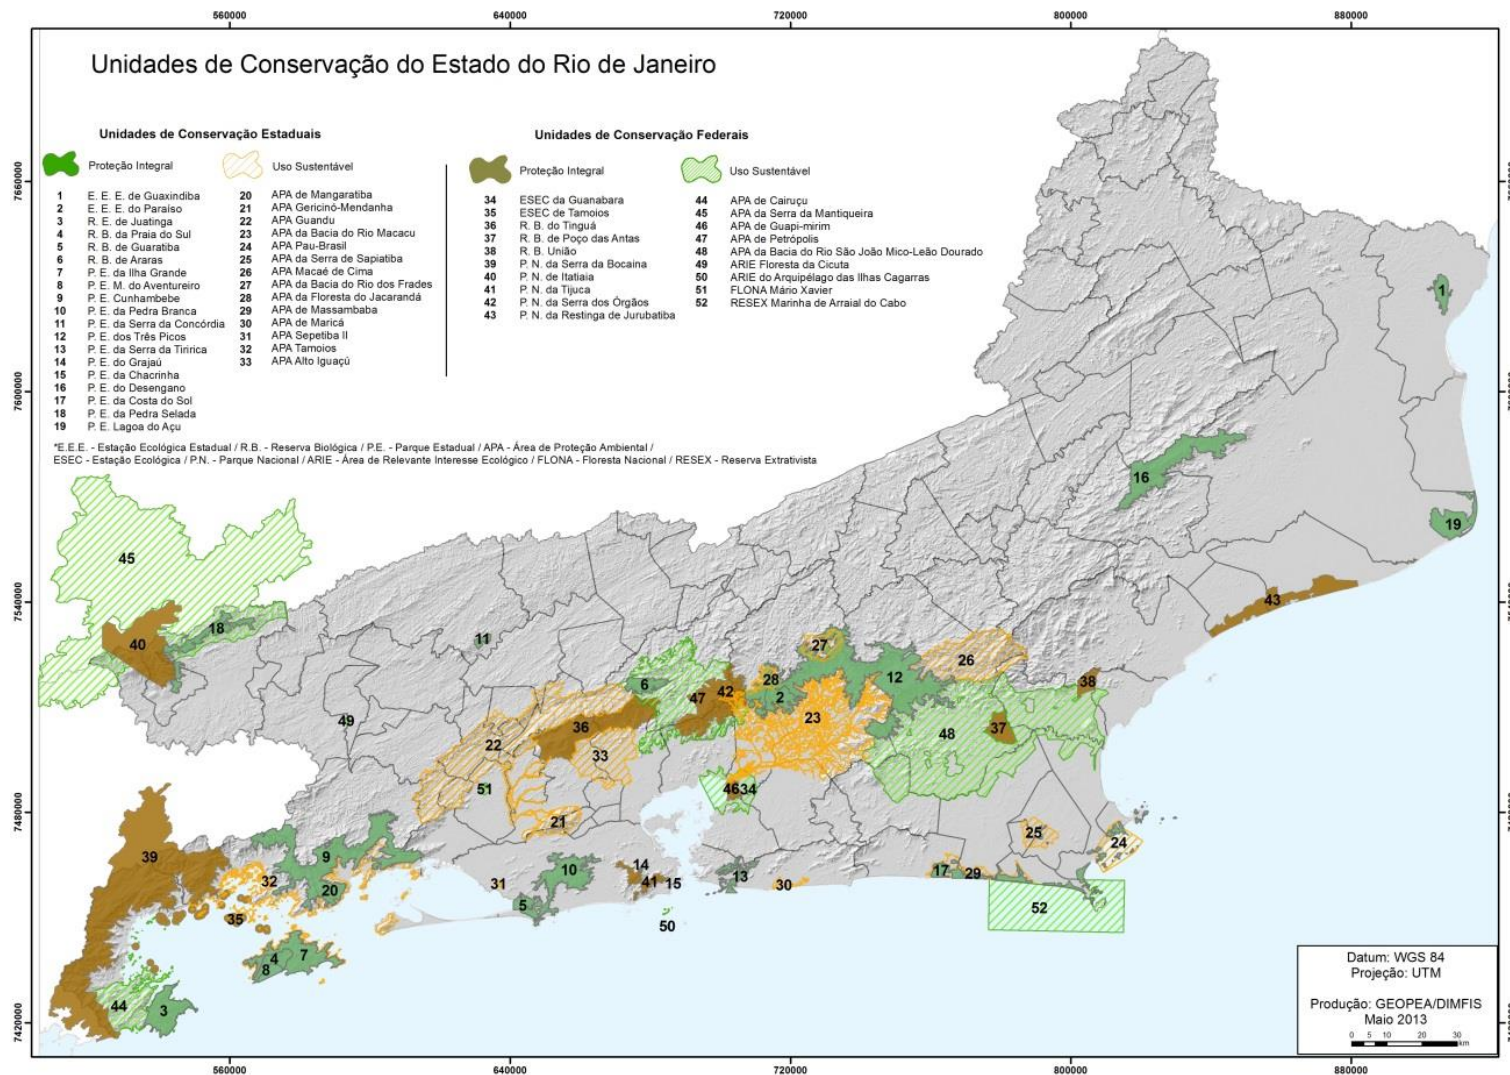 560000 640000 720000 800000 880000
Unidades de Conservação do Estado do Rio de Janeiro
Unidades de Conservação Estaduais
Proteção Integral
1 E. E. E. de Guaxindiba
2 E. E. E. do Paraíso
3 R. E. de Juatinga
4 R. B. da Praia do Sul
5 R. B. de Guaratiba
6 R. B. de Araras
7 P. E. da Ilha Grande
8 P. E. M. do Aventureiro
9 P. E. Cunhambebe
10 P. E. da Pedra Branca
11 P. E. da Serra da Concórdia
12 P. E. dos Três Picos
13 P. E. da Serra da Tiririca
14 P. E. do Grajaú
15 P. E. da Chacrinha
16 P. E. do Desengano
17 P. E. da Costa do Sol
18 P. E. da Pedra Selada
19 P. E. Lagoa do Açu
Uso Sustentável
20 APA de Mangaratiba
21 APA Gericinó-Mendanha
22 APA Guandu
23 APA da Bacia do Rio Macacu
24 APA Pau-Brasil
25 APA da Serra de Sapiatiba
26 APA Macaé de Cima
27 APA da Bacia do Rio dos Frades
28 APA da Floresta do Jacarandá
29 APA de Massambaba
30 APA de Maricá
31 APA Sepetiba II
32 APA Tamoios
33 APA Alto Iguaçú
Unidades de Conservação Federais
Proteção Integral
34 ESEC da Guanabara
35 ESEC de Tamoios
36 R. B. do Tinguá
37 R. B. de Poço das Antas
38 R. B. União
39 P. N. da Serra da Bocaina
40 P. N. de Itatiaia
41 P. N. da Tijuca
42 P. N. da Serra dos Órgãos
43 P. N. da Restinga de Jurubatiba
Uso Sustentável
44 APA de Cairuçu
45 APA da Serra da Mantiqueira
46 APA de Guapi-mirim
47 APA de Petrópolis
48 APA da Bacia do Rio São João Mico-Leão Dourado
49 ARIE Floresta da Cicuta
50 ARIE do Arquipélago das Ilhas Cagarras
51 FLONA Mário Xavier
52 RESEX Marinha de Arraial do Cabo
*E.E.E. - Estação Ecológica Estadual / R.B. - Reserva Biológica / P.E. - Parque Estadual / APA - Área de Proteção Ambiental /
ESEC - Estação Ecológica / P.N. - Parque Nacional / ARIE - Área de Relevante Interesse Ecológico / FLONA - Floresta Nacional / RESEX - Reserva Extrativista
7660000
7600000
7540000
7480000
7420000
1
16
19
45
43
18
11
27
40
26
6
42
28
12
38
47
2
49
36
23
22
48
37
33
51
46
34
21
25
24
39
9
14
32
10
17
29
20
31
41
15
13
30
5
52
35
50
4
7
8
44
3
Datum: WGS 84
Projeção: UTM
Produção: GEOPEA/DIMFIS
Maio 2013
0 5 10 20 30
km
560000 640000 720000 800000 880000